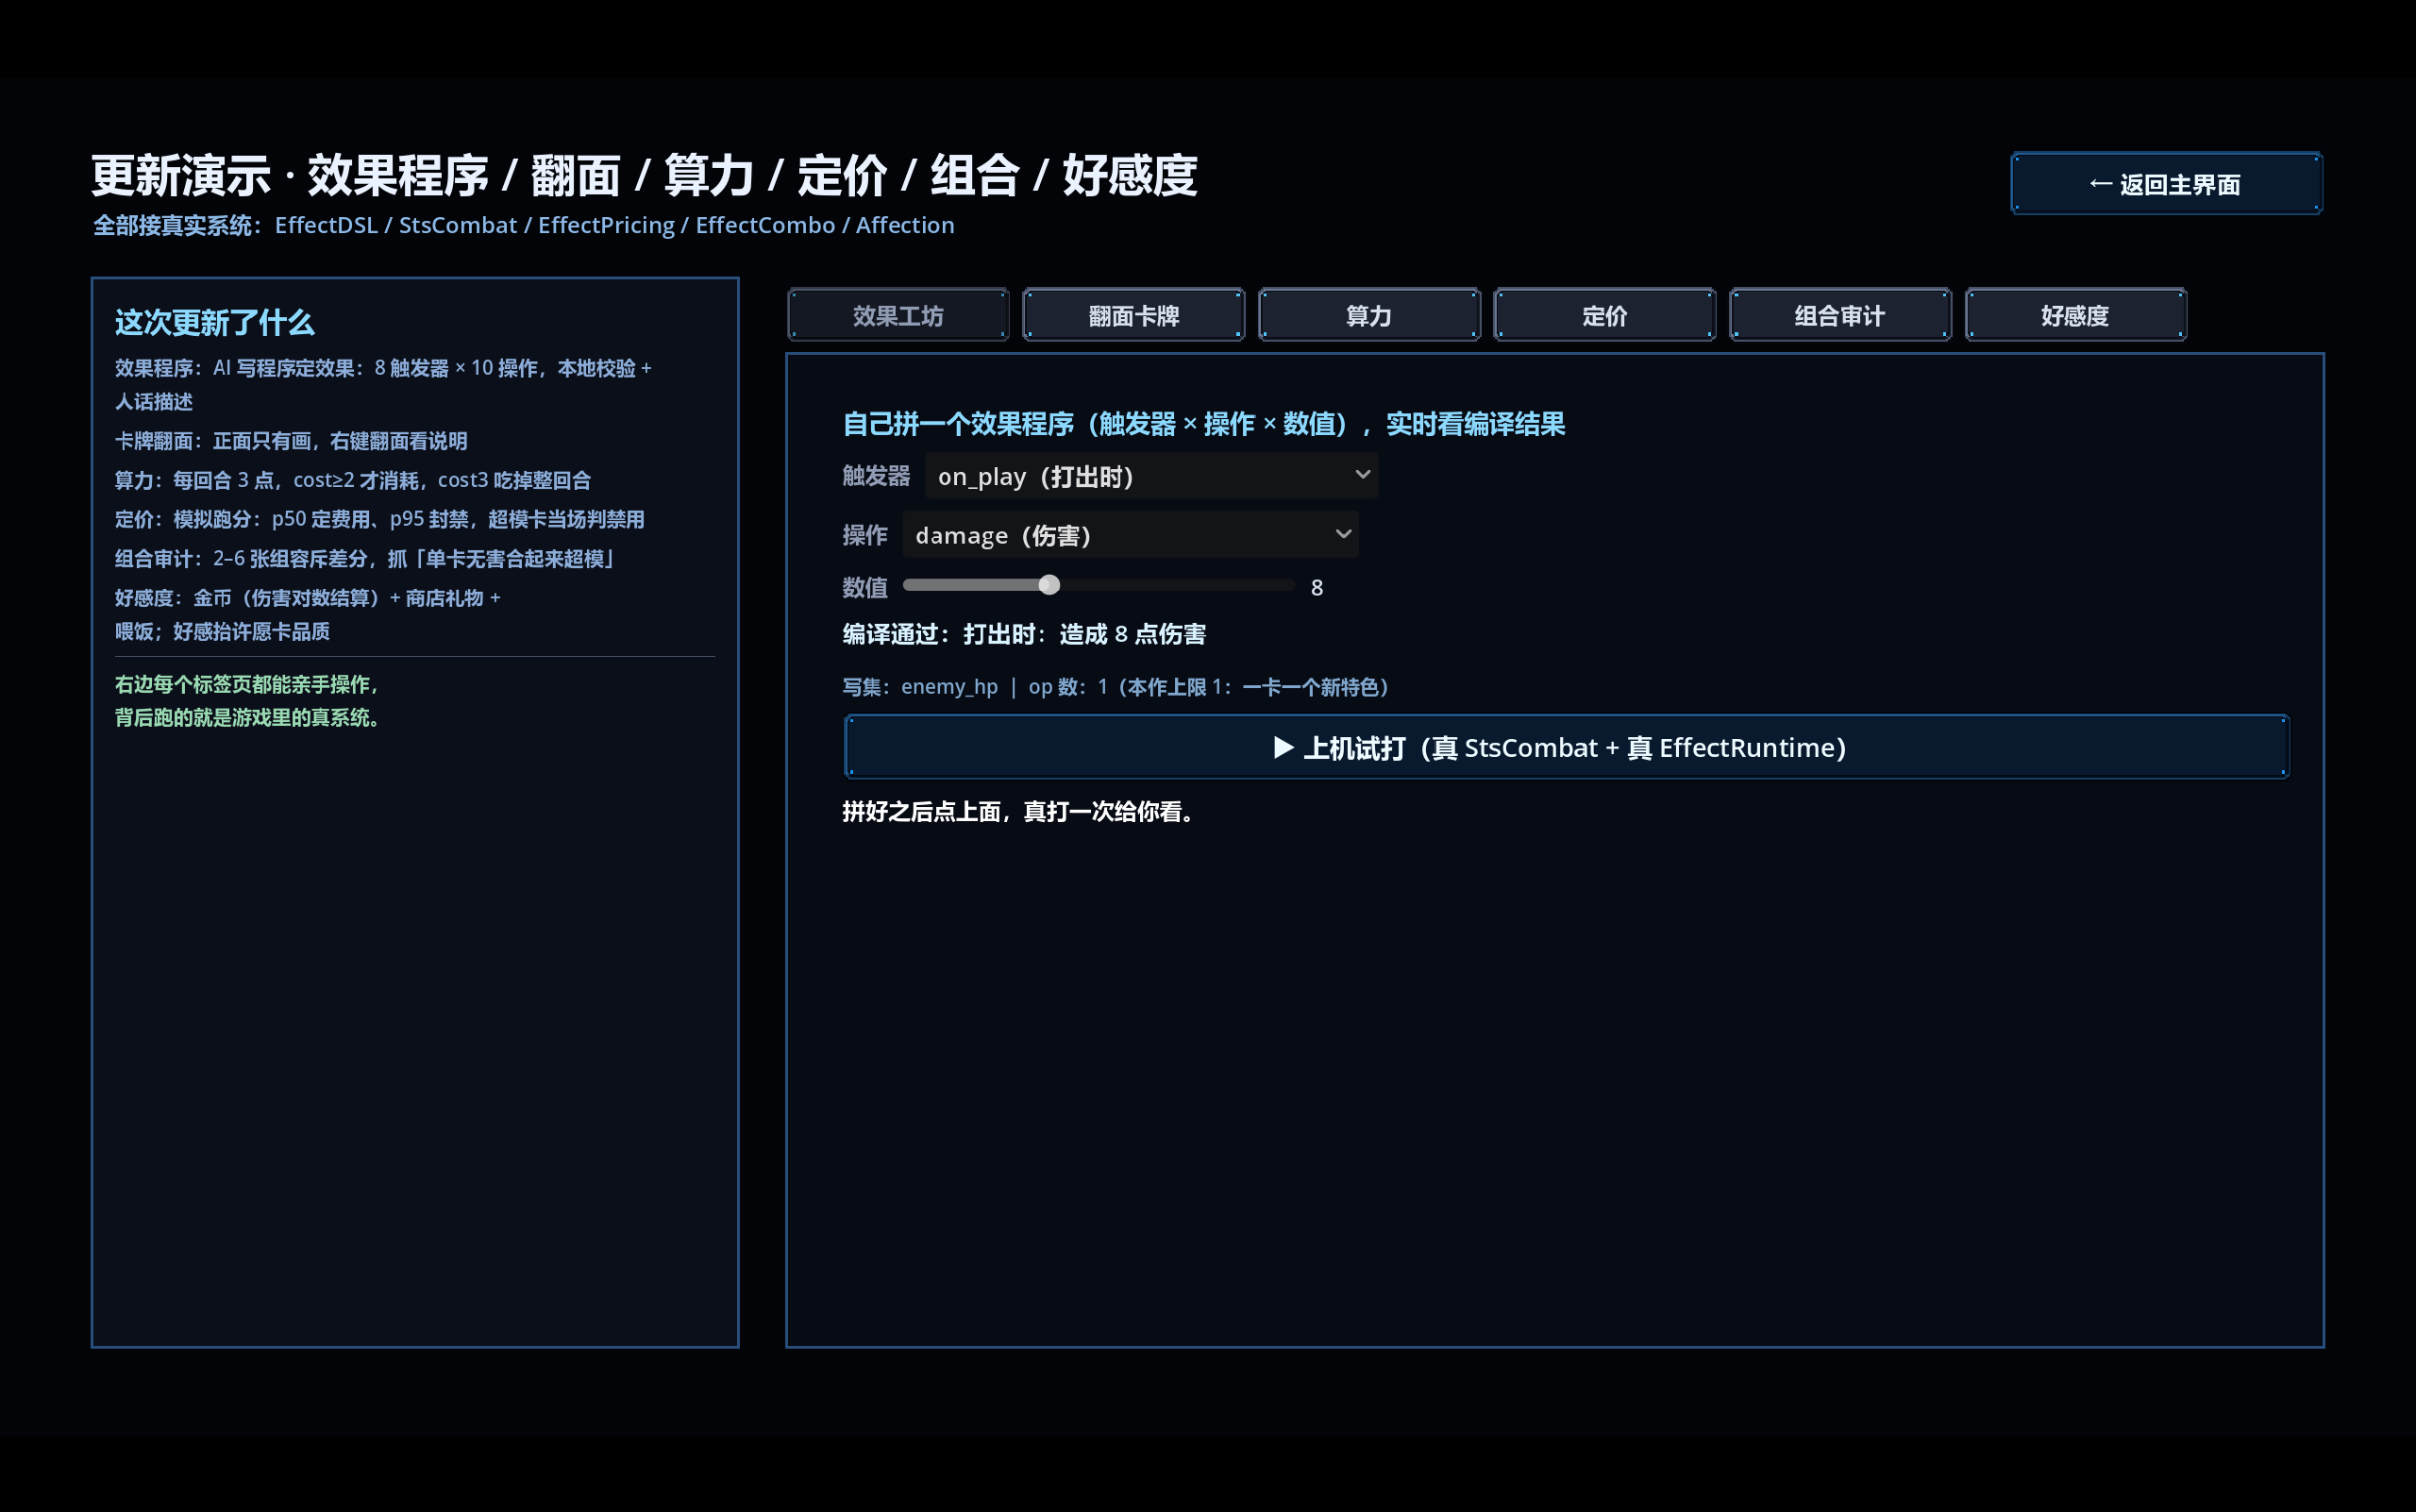 更新演示 · 效果程序 / 翻面 / 算力 / 定价 / 组合 / 好感度
全部接真实系统：EffectDSL / StsCombat / EffectPricing / EffectCombo / Affection
← 返回主界面
这次更新了什么
效果程序：AI 写程序定效果：8 触发器 × 10 操作，本地校验 +
人话描述
卡牌翻面：正面只有画，右键翻面看说明
算力：每回合 3 点，cost≥2 才消耗，cost3 吃掉整回合
定价：模拟跑分：p50 定费用、p95 封禁，超模卡当场判禁用
组合审计：2–6 张组容斥差分，抓「单卡无害合起来超模」
好感度：金币（伤害对数结算）+ 商店礼物 +
喂饭；好感抬许愿卡品质
右边每个标签页都能亲手操作，
背后跑的就是游戏里的真系统。
效果工坊
翻面卡牌
算力
定价
组合审计
好感度
自己拼一个效果程序（触发器 × 操作 × 数值），实时看编译结果
触发器 on_play（打出时）
操作 damage（伤害）
数值 8
编译通过：打出时：造成 8 点伤害
写集：enemy_hp | op 数：1（本作上限 1：一卡一个新特色）
▶ 上机试打（真 StsCombat + 真 EffectRuntime）
拼好之后点上面，真打一次给你看。